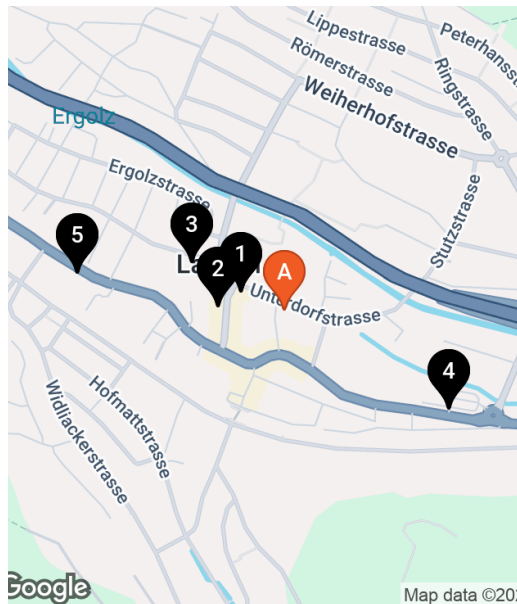 Lippestrasse
Peterhansst
Römerstrasse
Ringstrasse
Weiherhofstrasse
Ergolz
Ergolzstrasse
Stutzstrasse
5
3
La
1
2
A
Unterdorfstrasse
4
Hofmattstrasse
Widliackerstrasse
Google
Map data ©202